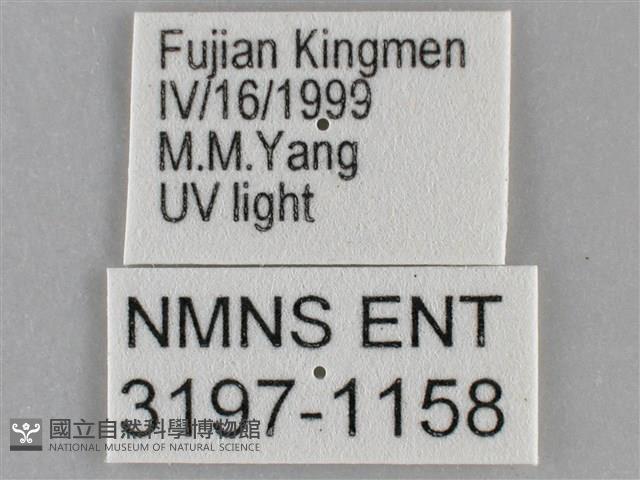 Fujian Kingmen
IV/16/1999
M.M.Yang
UV light
NMNS ENT
3197-1158
國立自然科學博物館
NATIONAL MUSEUM OF NATURAL SCIENCE